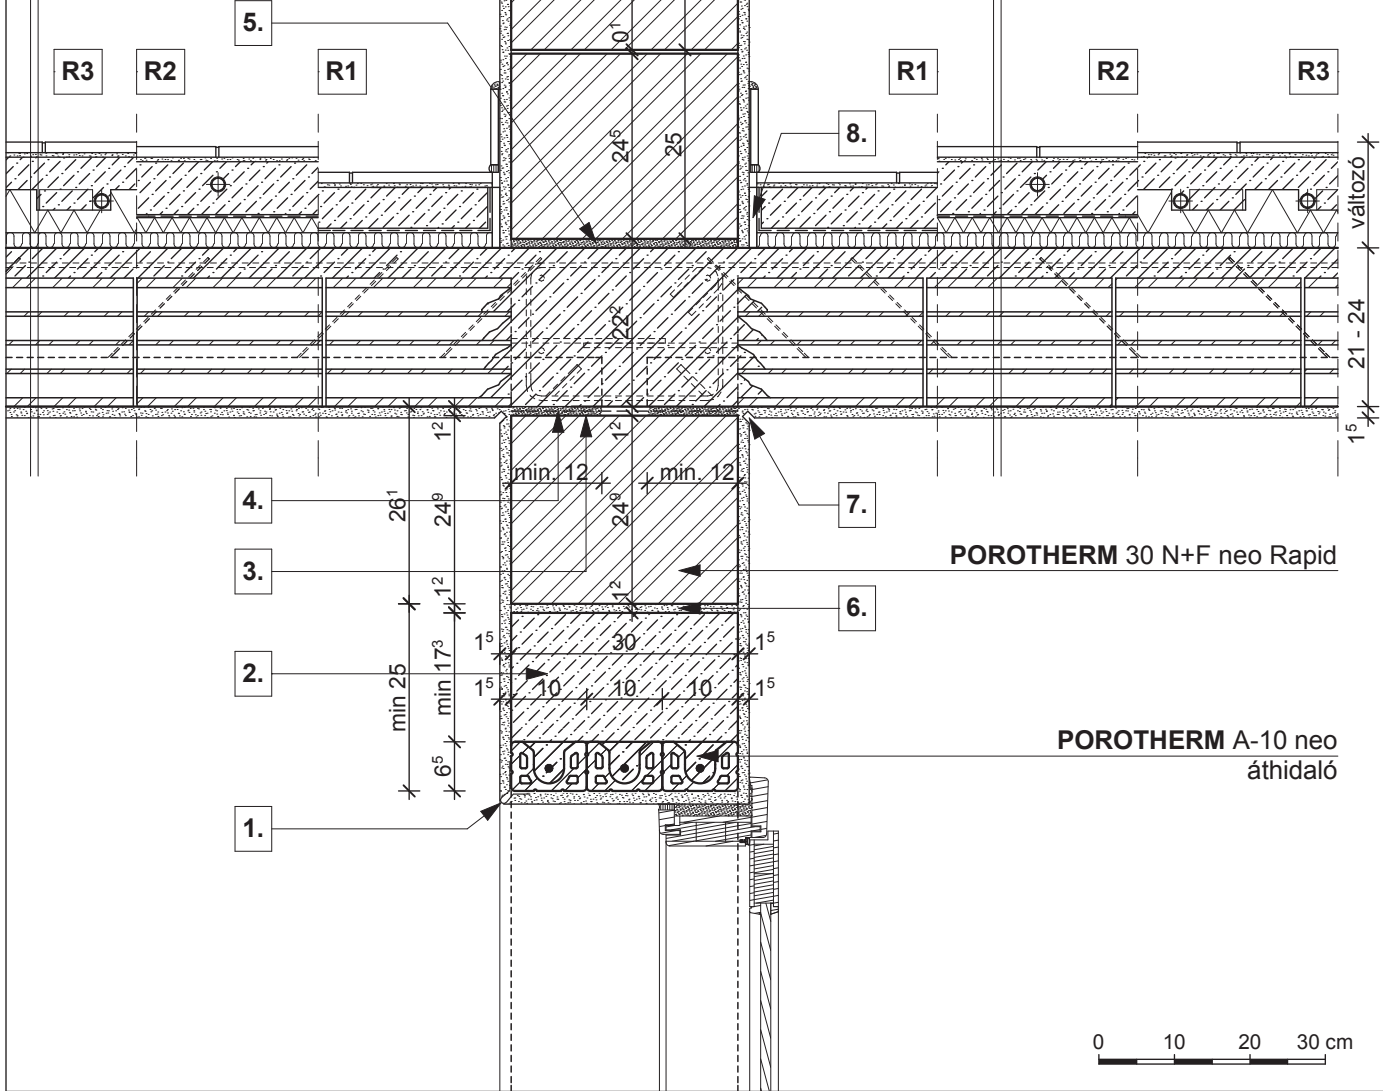 5.
0¹
R3
R2
R1
R1
R2
R3
8.
24⁵
25
változó
22²
21 - 24
1²
1²
1⁵
min. 12
min. 12
4.
26¹
24⁹
24⁹
7.
POROTHERM 30 N+F neo Rapid
3.
1²
1²
6.
1⁵
30
1⁵
2.
min 25
min 17³
1⁵
10
10
10
1⁵
POROTHERM A-10 neo
áthidaló
6⁵
1.
0
10
20
30 cm